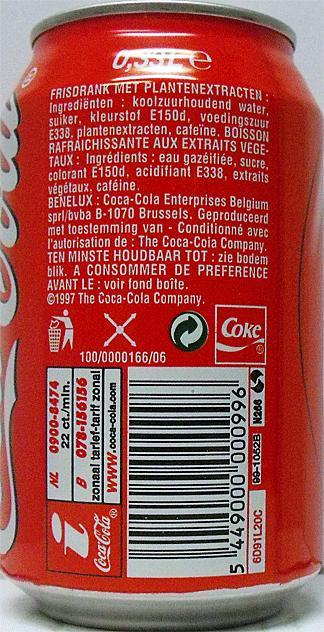 0,33L e
FRISDRANK MET PLANTENEXTRACTEN :
Ingrediënten : koolzuurhoudend water,
suiker, kleurstof E150d, voedingszuur
E338, plantenextracten, cafeïne. BOISSON
RAFRAICHISSANTE AUX EXTRAITS VEGE-
TAUX : Ingrédients : eau gazéifiée, sucre,
colorant E150d, acidifiant E338, extraits
végétaux, caféine.
BENELUX : Coca-Cola Enterprises Belgium
sprl/bvba B-1070 Brussels. Geproduceerd
met toestemming van - Conditionné avec
l'autorisation de : The Coca-Cola Company.
TEN MINSTE HOUDBAAR TOT : zie bodem
blik. A CONSOMMER DE PREFERENCE
AVANT LE : voir fond boîte.
©1997 The Coca-Cola Company.
Coke
100/0000166/06
NL 0900-8474
22 ct./min.
B 078-156156
zonaal tarief-tarif zonal
www.coca-cola.com
i
Coca-Cola
5 449000 000996
99-1052B
6D91L20C